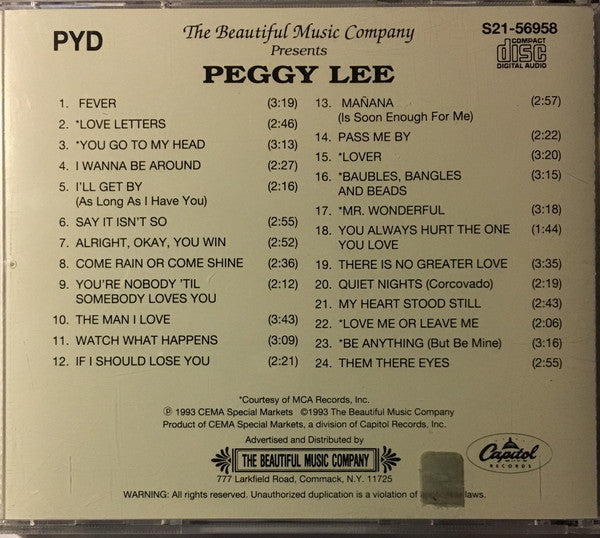 PYD
The Beautiful Music Company
Presents
PEGGY LEE
S21-56958
COMPACT
disc
DIGITAL AUDIO
1. FEVER (3:19)
2. *LOVE LETTERS (2:46)
3. *YOU GO TO MY HEAD (3:13)
4. I WANNA BE AROUND (2:27)
5. I'LL GET BY (2:16)
(As Long As I Have You)
6. SAY IT ISN'T SO (2:55)
7. ALRIGHT, OKAY, YOU WIN (2:52)
8. COME RAIN OR COME SHINE (2:36)
9. YOU'RE NOBODY 'TIL (2:12)
SOMEBODY LOVES YOU
10. THE MAN I LOVE (3:43)
11. WATCH WHAT HAPPENS (3:09)
12. IF I SHOULD LOSE YOU (2:21)
13. MAÑANA (2:57)
(Is Soon Enough For Me)
14. PASS ME BY (2:22)
15. *LOVER (3:20)
16. *BAUBLES, BANGLES (3:15)
AND BEADS
17. *MR. WONDERFUL (3:18)
18. YOU ALWAYS HURT THE ONE (1:44)
YOU LOVE
19. THERE IS NO GREATER LOVE (3:35)
20. QUIET NIGHTS (Corcovado) (2:19)
21. MY HEART STOOD STILL (2:43)
22. *LOVE ME OR LEAVE ME (2:06)
23. *BE ANYTHING (But Be Mine) (3:16)
24. THEM THERE EYES (2:55)
*Courtesy of MCA Records, Inc.
℗ 1993 CEMA Special Markets ©1993 The Beautiful Music Company
Product of CEMA Special Markets, a division of Capitol Records, Inc.
Advertised and Distributed by
THE BEAUTIFUL MUSIC COMPANY
777 Larkfield Road, Commack, N.Y. 11725
Capitol
RECORDS
WARNING: All rights reserved. Unauthorized duplication is a violation of laws.